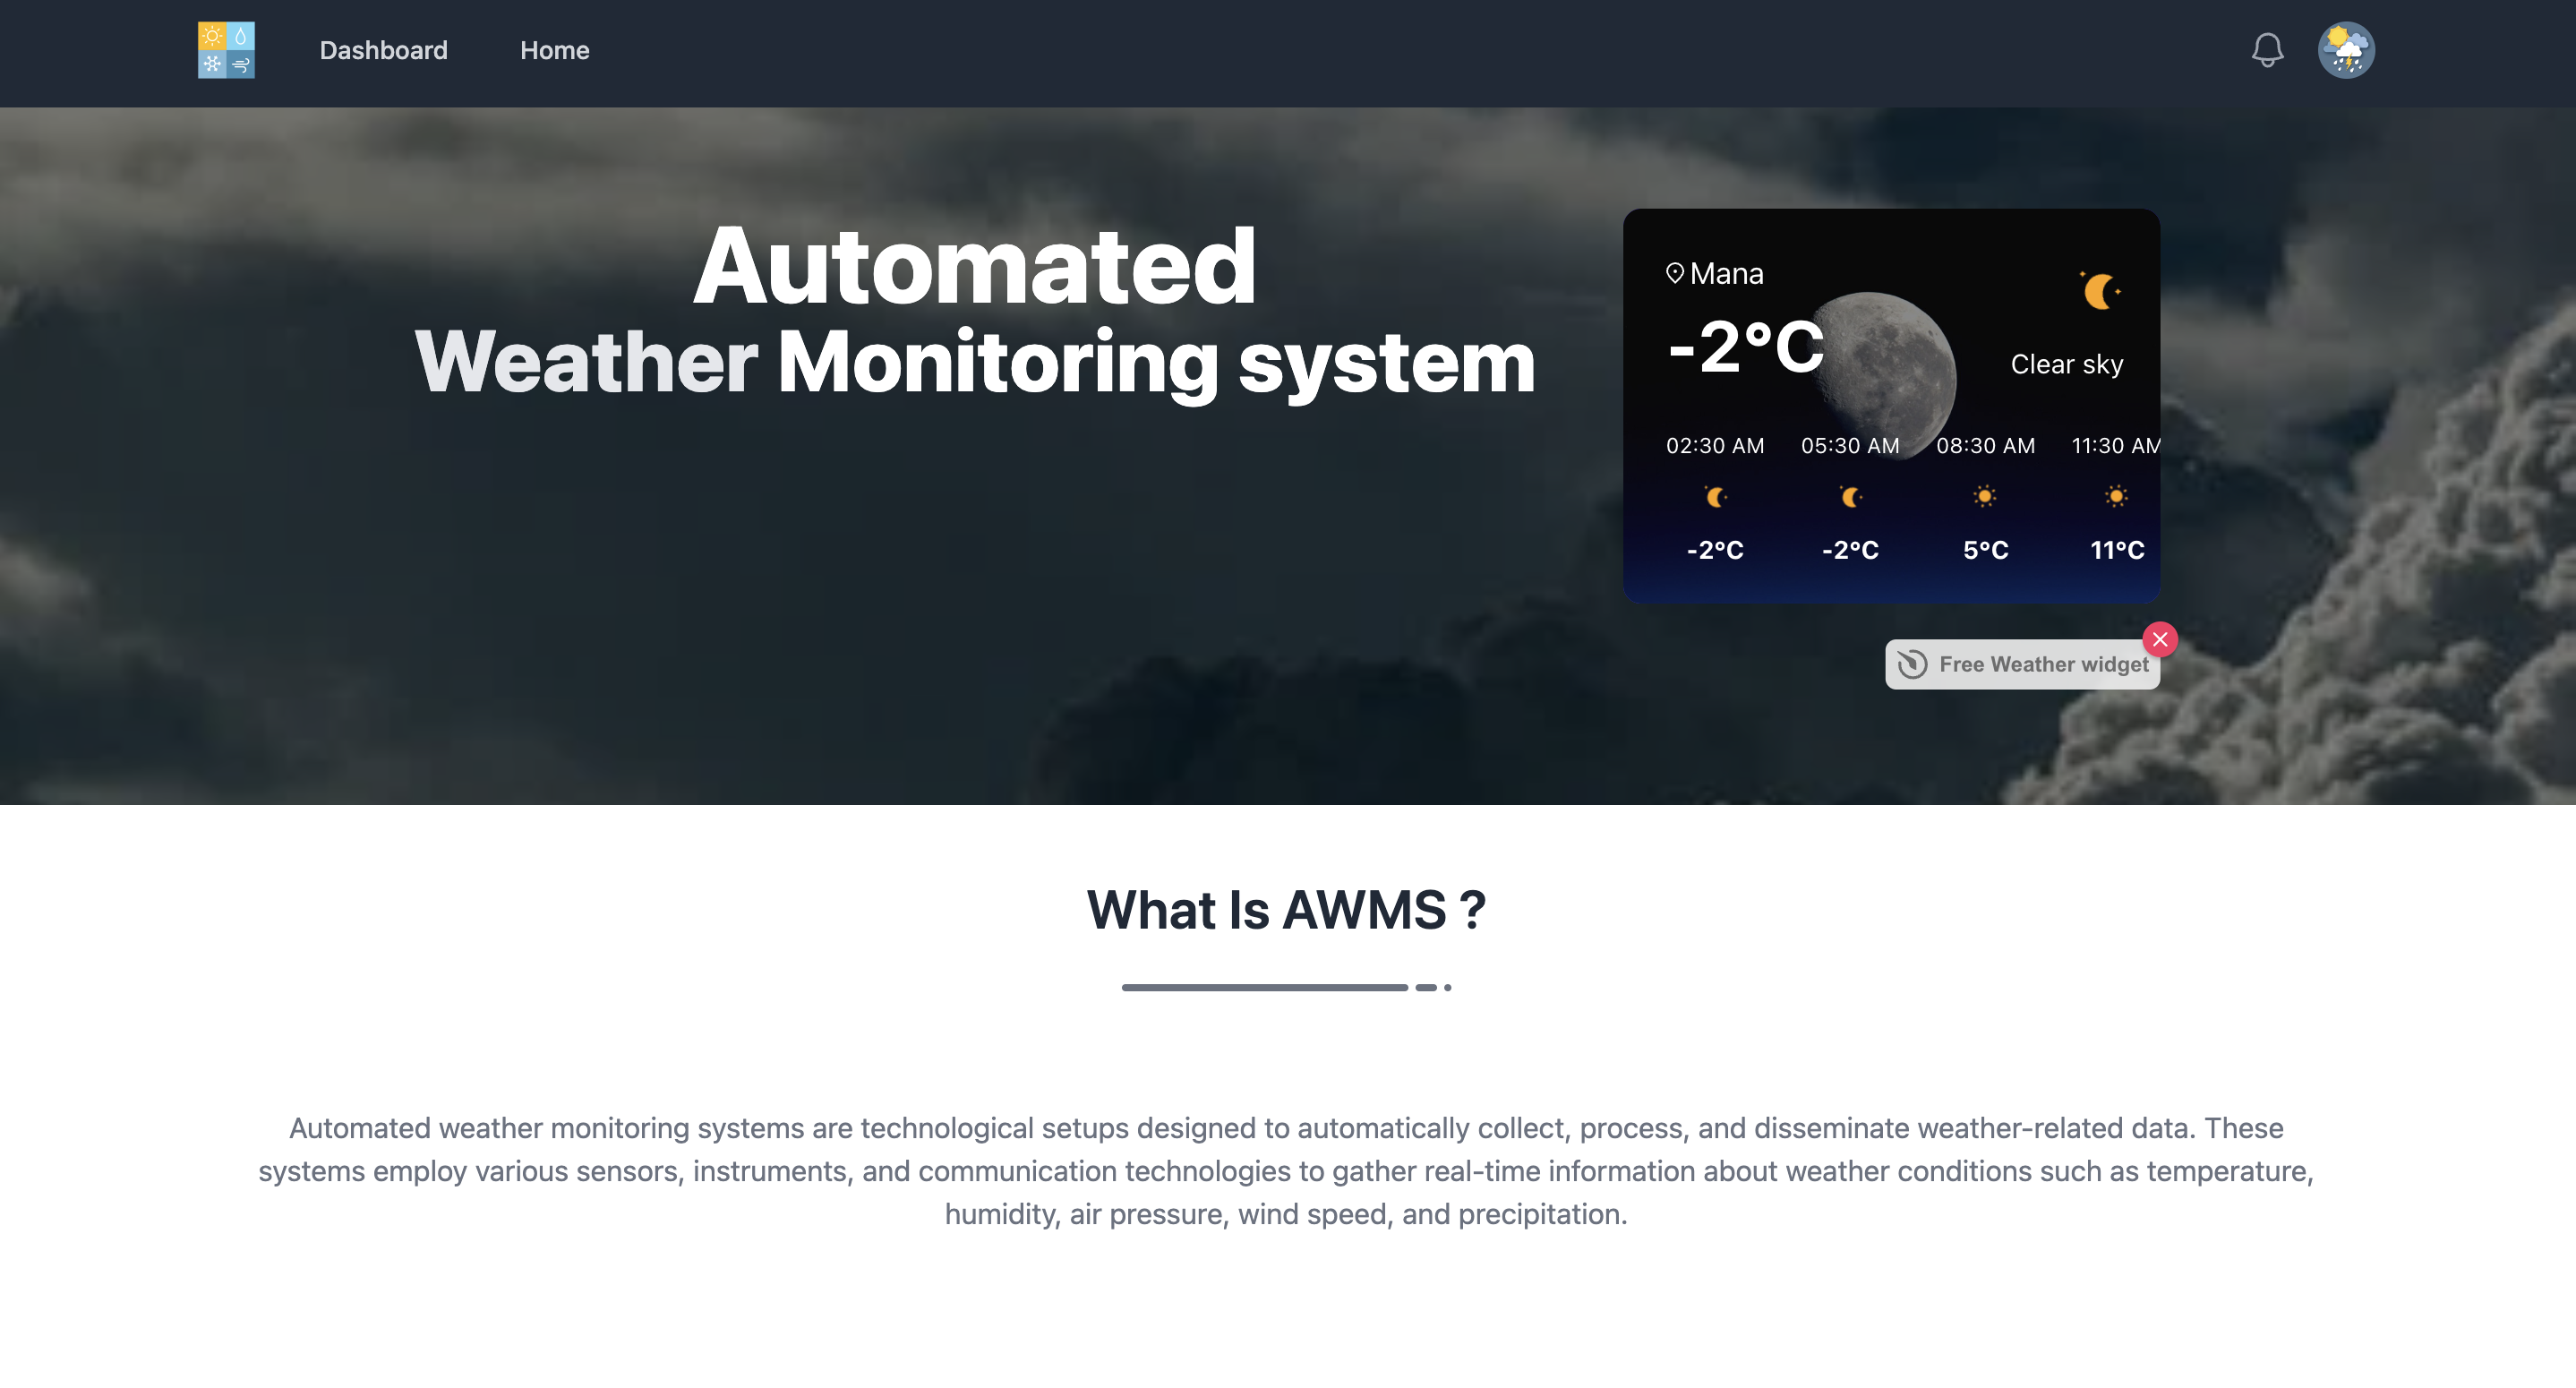 Dashboard Home
Automated
Weather Monitoring system
Mana
-2°C
Clear sky
02:30 AM 05:30 AM 08:30 AM 11:30 AM
-2°C -2°C 5°C 11°C
Free Weather widget
What Is AWMS ?
Automated weather monitoring systems are technological setups designed to automatically collect, process, and disseminate weather-related data. These
systems employ various sensors, instruments, and communication technologies to gather real-time information about weather conditions such as temperature,
humidity, air pressure, wind speed, and precipitation.